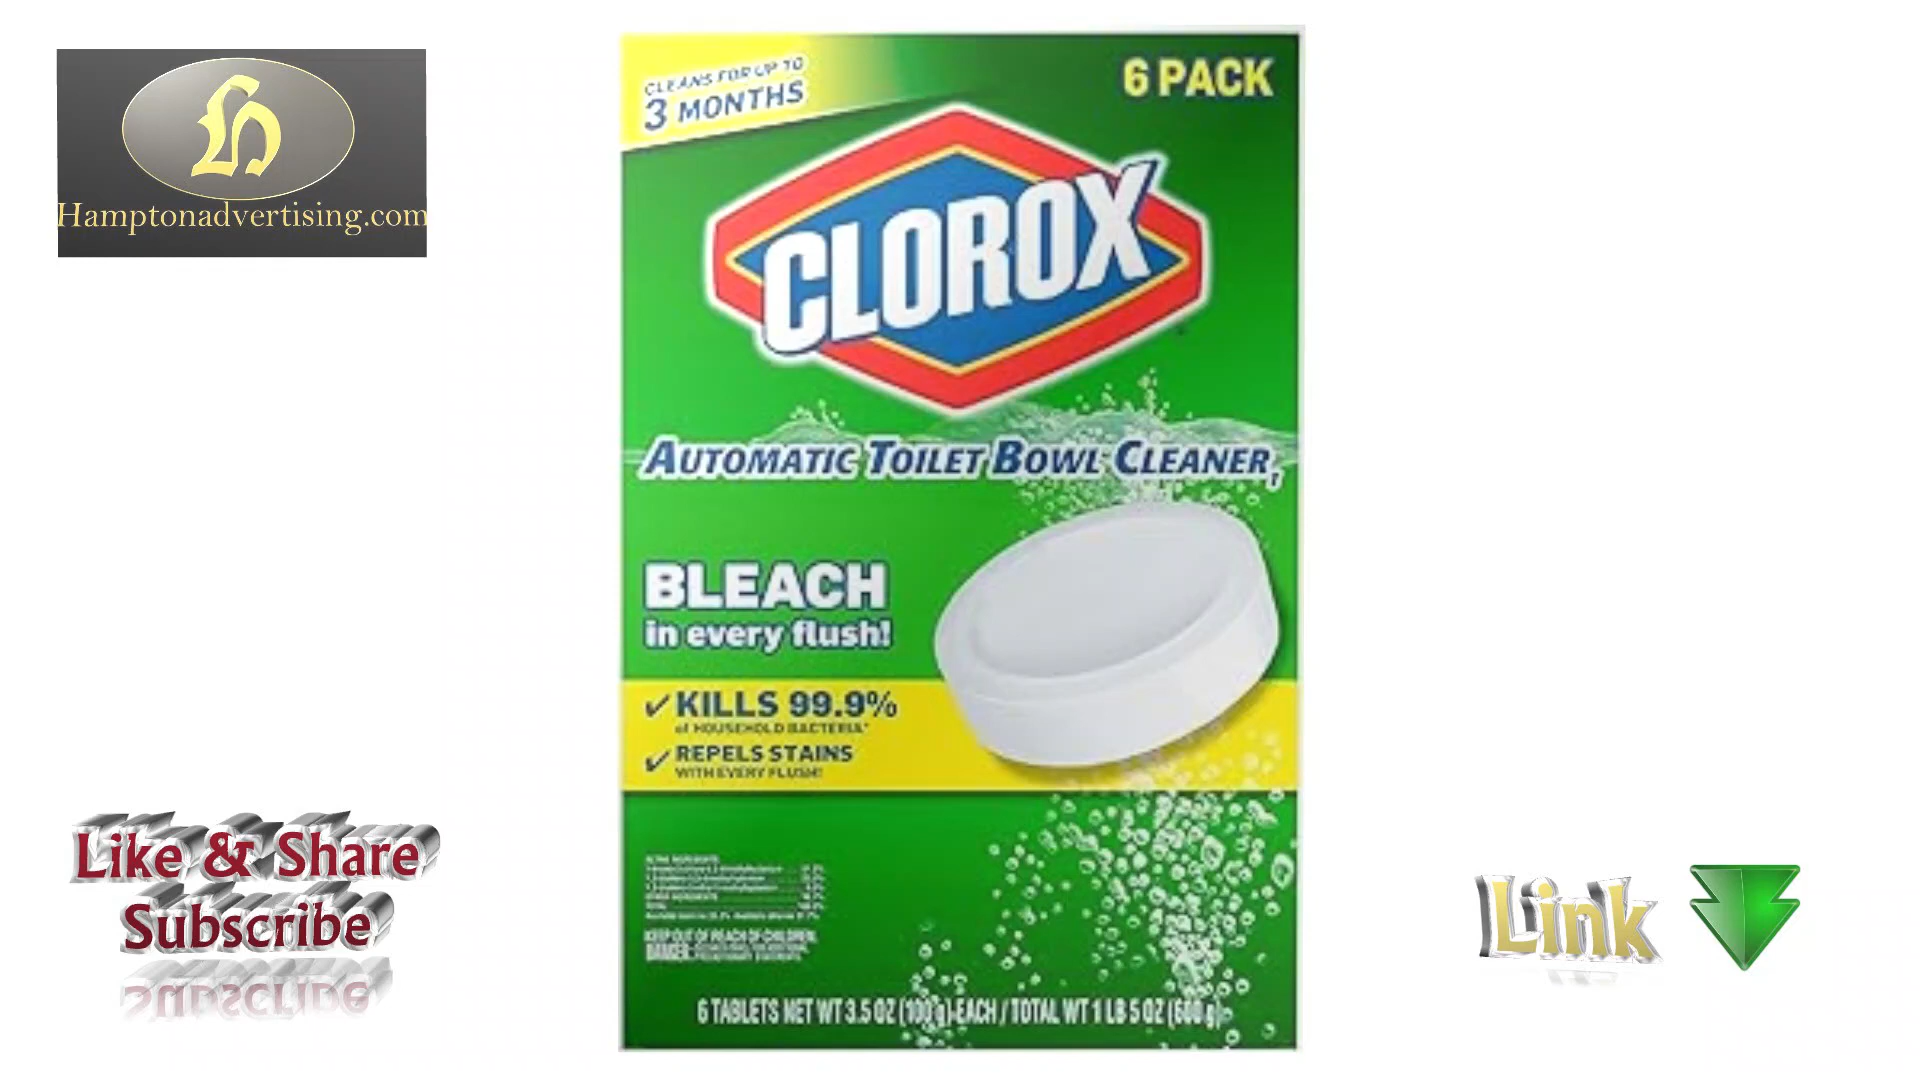 Hamptonadvertising.com
CLEANS FOR UP TO
3 MONTHS
6 PACK
CLOROX
AUTOMATIC TOILET BOWL CLEANER
BLEACH
in every flush!
✓ KILLS 99.9%
of HOUSEHOLD BACTERIA*
✓ REPELS STAINS
WITH EVERY FLUSH!
KEEP OUT OF REACH OF CHILDREN.
DANGER:
6 TABLETS NET WT 3.5 OZ (100 g) EACH / TOTAL WT 1 LB 5 OZ (600 g)
Like & Share
Subscribe
Link